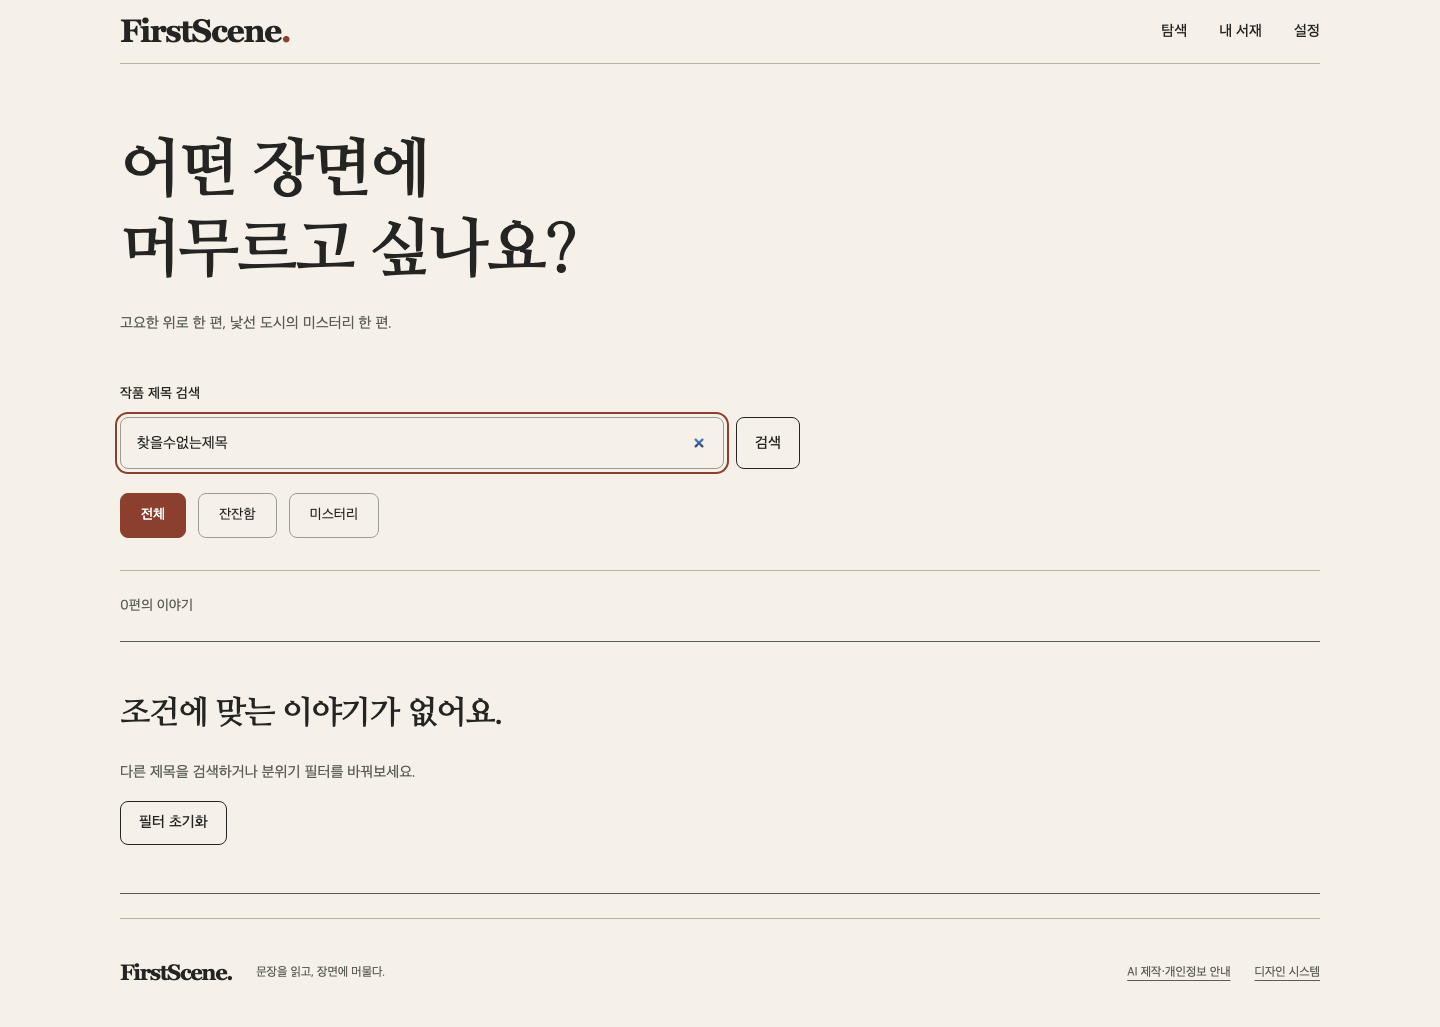 FirstScene.
탐색
내 서재
설정
어떤 장면에
머무르고 싶나요?
고요한 위로 한 편, 낯선 도시의 미스터리 한 편.
작품 제목 검색
찾을수없는제목
검색
전체
잔잔함
미스터리
0편의 이야기
조건에 맞는 이야기가 없어요.
다른 제목을 검색하거나 분위기 필터를 바꿔보세요.
필터 초기화
FirstScene.
문장을 읽고, 장면에 머물다.
AI 제작·개인정보 안내
디자인 시스템